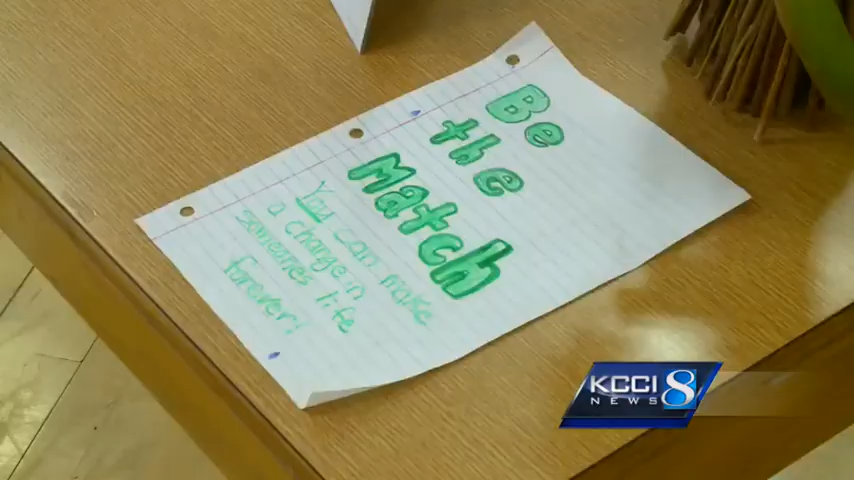 Be
the
Match
You can make
a change in
someones life
forever!
KCCI 8
NEWS